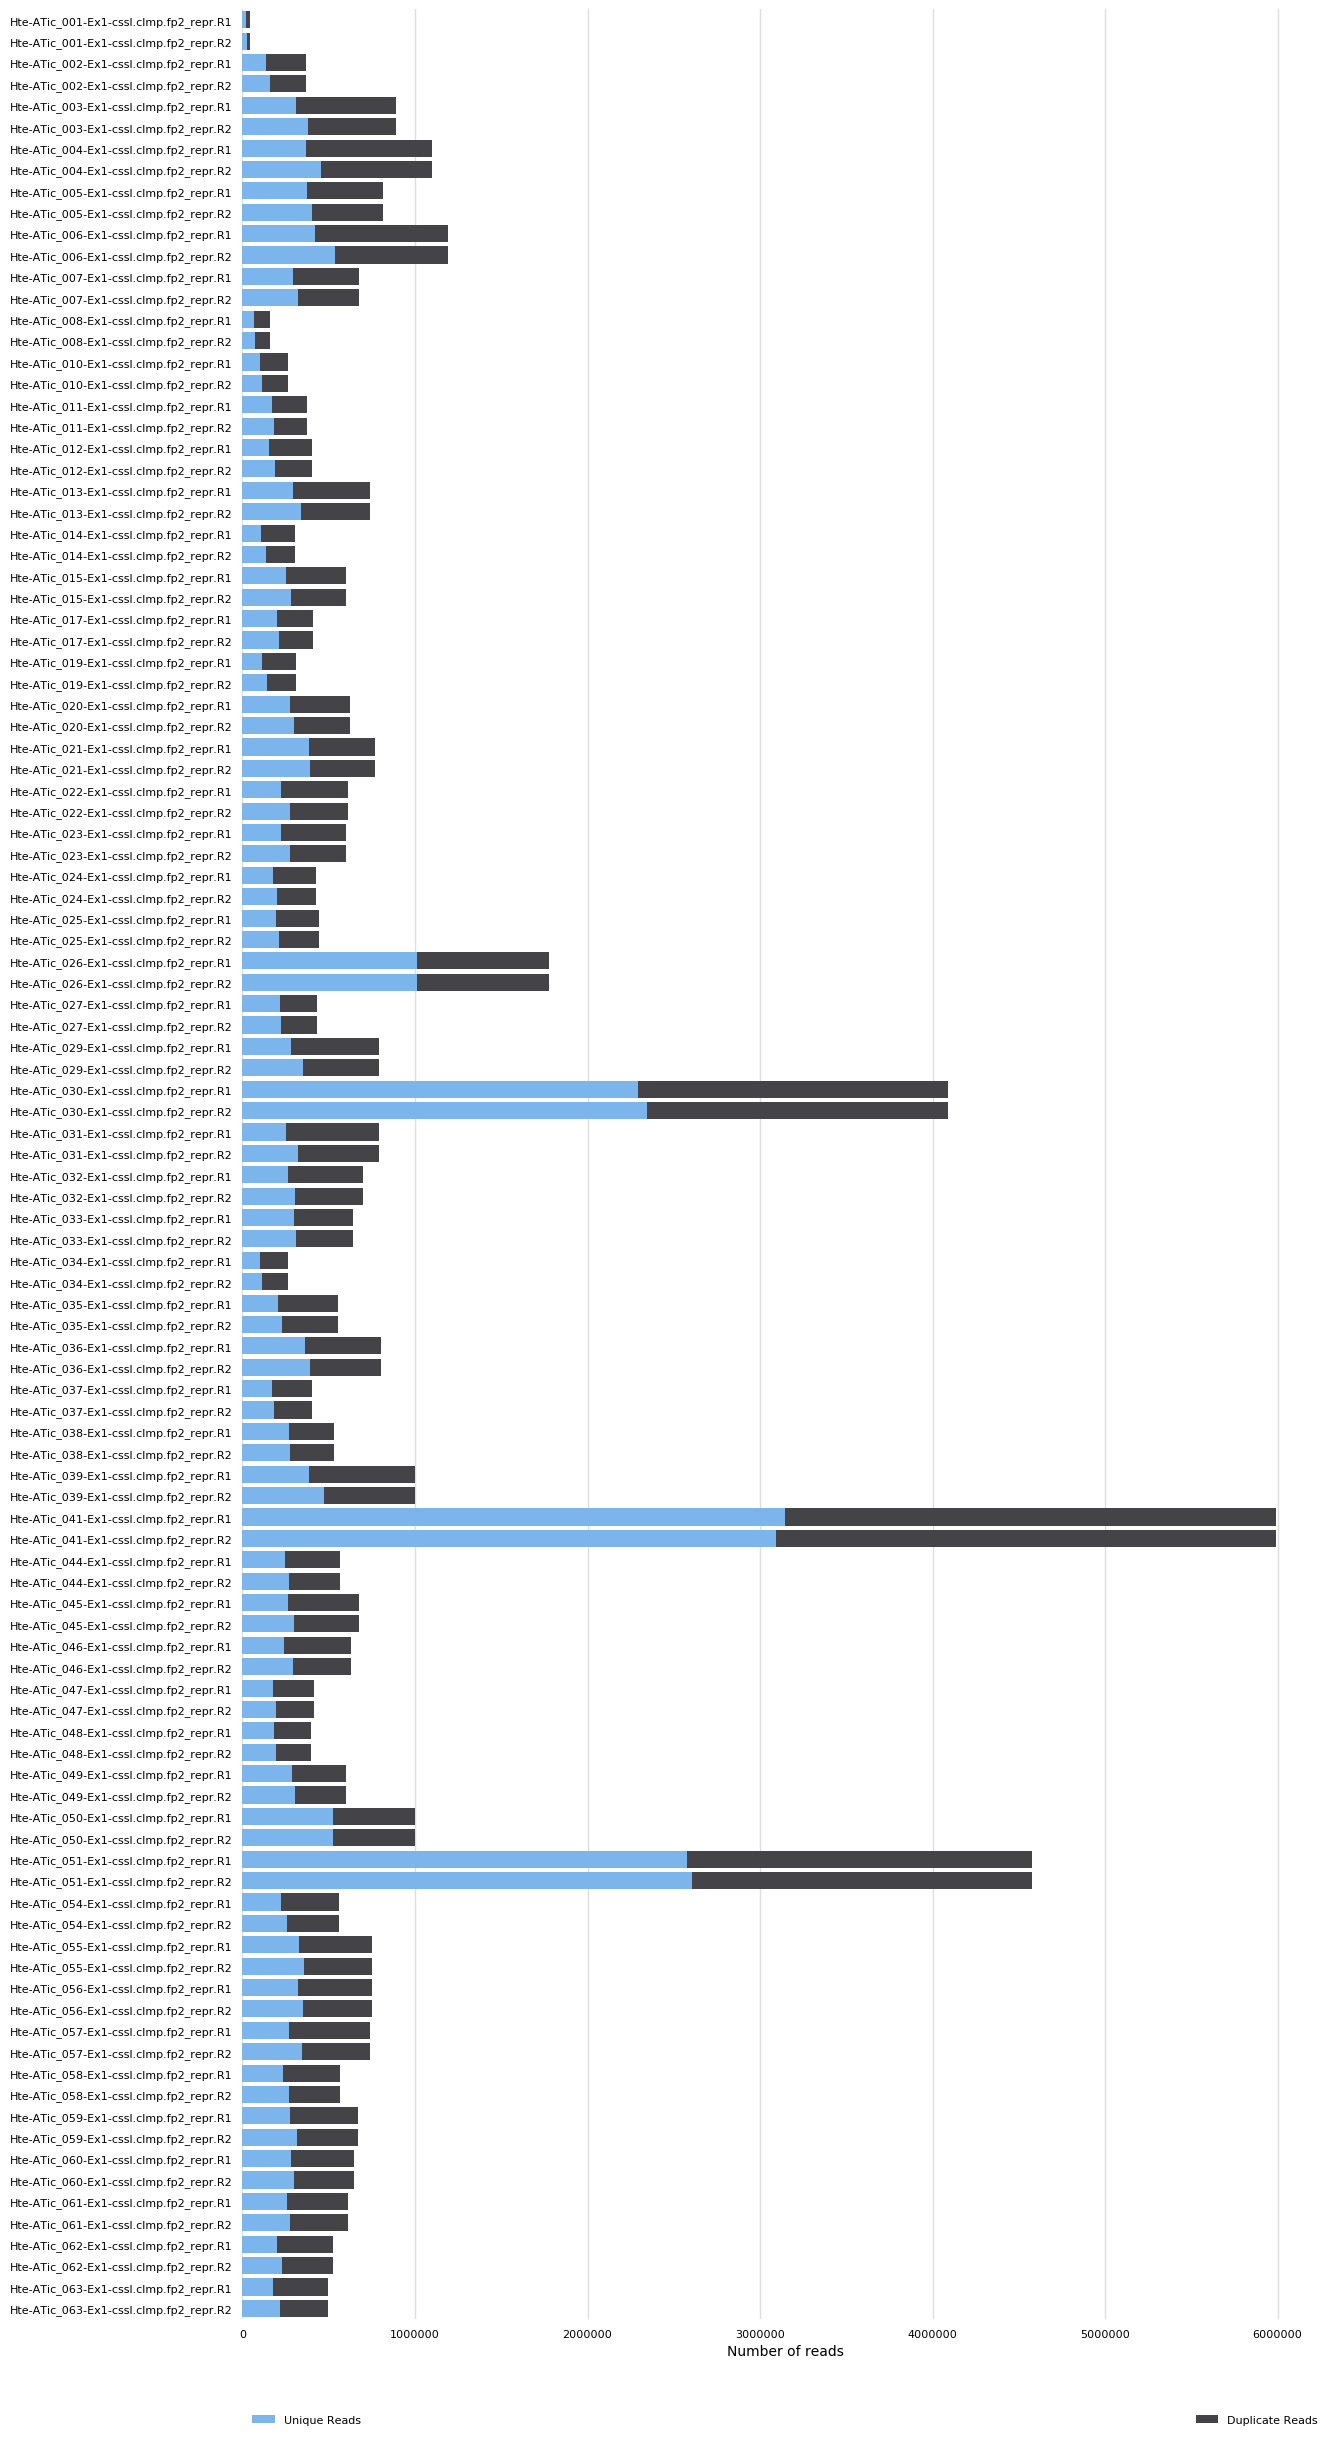 Hte-ATic_001-Ex1-cssl.clmp.fp2_repr.R1
Hte-ATic_001-Ex1-cssl.clmp.fp2_repr.R2
Hte-ATic_002-Ex1-cssl.clmp.fp2_repr.R1
Hte-ATic_002-Ex1-cssl.clmp.fp2_repr.R2
Hte-ATic_003-Ex1-cssl.clmp.fp2_repr.R1
Hte-ATic_003-Ex1-cssl.clmp.fp2_repr.R2
Hte-ATic_004-Ex1-cssl.clmp.fp2_repr.R1
Hte-ATic_004-Ex1-cssl.clmp.fp2_repr.R2
Hte-ATic_005-Ex1-cssl.clmp.fp2_repr.R1
Hte-ATic_005-Ex1-cssl.clmp.fp2_repr.R2
Hte-ATic_006-Ex1-cssl.clmp.fp2_repr.R1
Hte-ATic_006-Ex1-cssl.clmp.fp2_repr.R2
Hte-ATic_007-Ex1-cssl.clmp.fp2_repr.R1
Hte-ATic_007-Ex1-cssl.clmp.fp2_repr.R2
Hte-ATic_008-Ex1-cssl.clmp.fp2_repr.R1
Hte-ATic_008-Ex1-cssl.clmp.fp2_repr.R2
Hte-ATic_010-Ex1-cssl.clmp.fp2_repr.R1
Hte-ATic_010-Ex1-cssl.clmp.fp2_repr.R2
Hte-ATic_011-Ex1-cssl.clmp.fp2_repr.R1
Hte-ATic_011-Ex1-cssl.clmp.fp2_repr.R2
Hte-ATic_012-Ex1-cssl.clmp.fp2_repr.R1
Hte-ATic_012-Ex1-cssl.clmp.fp2_repr.R2
Hte-ATic_013-Ex1-cssl.clmp.fp2_repr.R1
Hte-ATic_013-Ex1-cssl.clmp.fp2_repr.R2
Hte-ATic_014-Ex1-cssl.clmp.fp2_repr.R1
Hte-ATic_014-Ex1-cssl.clmp.fp2_repr.R2
Hte-ATic_015-Ex1-cssl.clmp.fp2_repr.R1
Hte-ATic_015-Ex1-cssl.clmp.fp2_repr.R2
Hte-ATic_017-Ex1-cssl.clmp.fp2_repr.R1
Hte-ATic_017-Ex1-cssl.clmp.fp2_repr.R2
Hte-ATic_019-Ex1-cssl.clmp.fp2_repr.R1
Hte-ATic_019-Ex1-cssl.clmp.fp2_repr.R2
Hte-ATic_020-Ex1-cssl.clmp.fp2_repr.R1
Hte-ATic_020-Ex1-cssl.clmp.fp2_repr.R2
Hte-ATic_021-Ex1-cssl.clmp.fp2_repr.R1
Hte-ATic_021-Ex1-cssl.clmp.fp2_repr.R2
Hte-ATic_022-Ex1-cssl.clmp.fp2_repr.R1
Hte-ATic_022-Ex1-cssl.clmp.fp2_repr.R2
Hte-ATic_023-Ex1-cssl.clmp.fp2_repr.R1
Hte-ATic_023-Ex1-cssl.clmp.fp2_repr.R2
Hte-ATic_024-Ex1-cssl.clmp.fp2_repr.R1
Hte-ATic_024-Ex1-cssl.clmp.fp2_repr.R2
Hte-ATic_025-Ex1-cssl.clmp.fp2_repr.R1
Hte-ATic_025-Ex1-cssl.clmp.fp2_repr.R2
Hte-ATic_026-Ex1-cssl.clmp.fp2_repr.R1
Hte-ATic_026-Ex1-cssl.clmp.fp2_repr.R2
Hte-ATic_027-Ex1-cssl.clmp.fp2_repr.R1
Hte-ATic_027-Ex1-cssl.clmp.fp2_repr.R2
Hte-ATic_029-Ex1-cssl.clmp.fp2_repr.R1
Hte-ATic_029-Ex1-cssl.clmp.fp2_repr.R2
Hte-ATic_030-Ex1-cssl.clmp.fp2_repr.R1
Hte-ATic_030-Ex1-cssl.clmp.fp2_repr.R2
Hte-ATic_031-Ex1-cssl.clmp.fp2_repr.R1
Hte-ATic_031-Ex1-cssl.clmp.fp2_repr.R2
Hte-ATic_032-Ex1-cssl.clmp.fp2_repr.R1
Hte-ATic_032-Ex1-cssl.clmp.fp2_repr.R2
Hte-ATic_033-Ex1-cssl.clmp.fp2_repr.R1
Hte-ATic_033-Ex1-cssl.clmp.fp2_repr.R2
Hte-ATic_034-Ex1-cssl.clmp.fp2_repr.R1
Hte-ATic_034-Ex1-cssl.clmp.fp2_repr.R2
Hte-ATic_035-Ex1-cssl.clmp.fp2_repr.R1
Hte-ATic_035-Ex1-cssl.clmp.fp2_repr.R2
Hte-ATic_036-Ex1-cssl.clmp.fp2_repr.R1
Hte-ATic_036-Ex1-cssl.clmp.fp2_repr.R2
Hte-ATic_037-Ex1-cssl.clmp.fp2_repr.R1
Hte-ATic_037-Ex1-cssl.clmp.fp2_repr.R2
Hte-ATic_038-Ex1-cssl.clmp.fp2_repr.R1
Hte-ATic_038-Ex1-cssl.clmp.fp2_repr.R2
Hte-ATic_039-Ex1-cssl.clmp.fp2_repr.R1
Hte-ATic_039-Ex1-cssl.clmp.fp2_repr.R2
Hte-ATic_041-Ex1-cssl.clmp.fp2_repr.R1
Hte-ATic_041-Ex1-cssl.clmp.fp2_repr.R2
Hte-ATic_044-Ex1-cssl.clmp.fp2_repr.R1
Hte-ATic_044-Ex1-cssl.clmp.fp2_repr.R2
Hte-ATic_045-Ex1-cssl.clmp.fp2_repr.R1
Hte-ATic_045-Ex1-cssl.clmp.fp2_repr.R2
Hte-ATic_046-Ex1-cssl.clmp.fp2_repr.R1
Hte-ATic_046-Ex1-cssl.clmp.fp2_repr.R2
Hte-ATic_047-Ex1-cssl.clmp.fp2_repr.R1
Hte-ATic_047-Ex1-cssl.clmp.fp2_repr.R2
Hte-ATic_048-Ex1-cssl.clmp.fp2_repr.R1
Hte-ATic_048-Ex1-cssl.clmp.fp2_repr.R2
Hte-ATic_049-Ex1-cssl.clmp.fp2_repr.R1
Hte-ATic_049-Ex1-cssl.clmp.fp2_repr.R2
Hte-ATic_050-Ex1-cssl.clmp.fp2_repr.R1
Hte-ATic_050-Ex1-cssl.clmp.fp2_repr.R2
Hte-ATic_051-Ex1-cssl.clmp.fp2_repr.R1
Hte-ATic_051-Ex1-cssl.clmp.fp2_repr.R2
Hte-ATic_054-Ex1-cssl.clmp.fp2_repr.R1
Hte-ATic_054-Ex1-cssl.clmp.fp2_repr.R2
Hte-ATic_055-Ex1-cssl.clmp.fp2_repr.R1
Hte-ATic_055-Ex1-cssl.clmp.fp2_repr.R2
Hte-ATic_056-Ex1-cssl.clmp.fp2_repr.R1
Hte-ATic_056-Ex1-cssl.clmp.fp2_repr.R2
Hte-ATic_057-Ex1-cssl.clmp.fp2_repr.R1
Hte-ATic_057-Ex1-cssl.clmp.fp2_repr.R2
Hte-ATic_058-Ex1-cssl.clmp.fp2_repr.R1
Hte-ATic_058-Ex1-cssl.clmp.fp2_repr.R2
Hte-ATic_059-Ex1-cssl.clmp.fp2_repr.R1
Hte-ATic_059-Ex1-cssl.clmp.fp2_repr.R2
Hte-ATic_060-Ex1-cssl.clmp.fp2_repr.R1
Hte-ATic_060-Ex1-cssl.clmp.fp2_repr.R2
Hte-ATic_061-Ex1-cssl.clmp.fp2_repr.R1
Hte-ATic_061-Ex1-cssl.clmp.fp2_repr.R2
Hte-ATic_062-Ex1-cssl.clmp.fp2_repr.R1
Hte-ATic_062-Ex1-cssl.clmp.fp2_repr.R2
Hte-ATic_063-Ex1-cssl.clmp.fp2_repr.R1
Hte-ATic_063-Ex1-cssl.clmp.fp2_repr.R2
0 1000000 2000000 3000000 4000000 5000000 6000000
Number of reads
Unique Reads Duplicate Reads